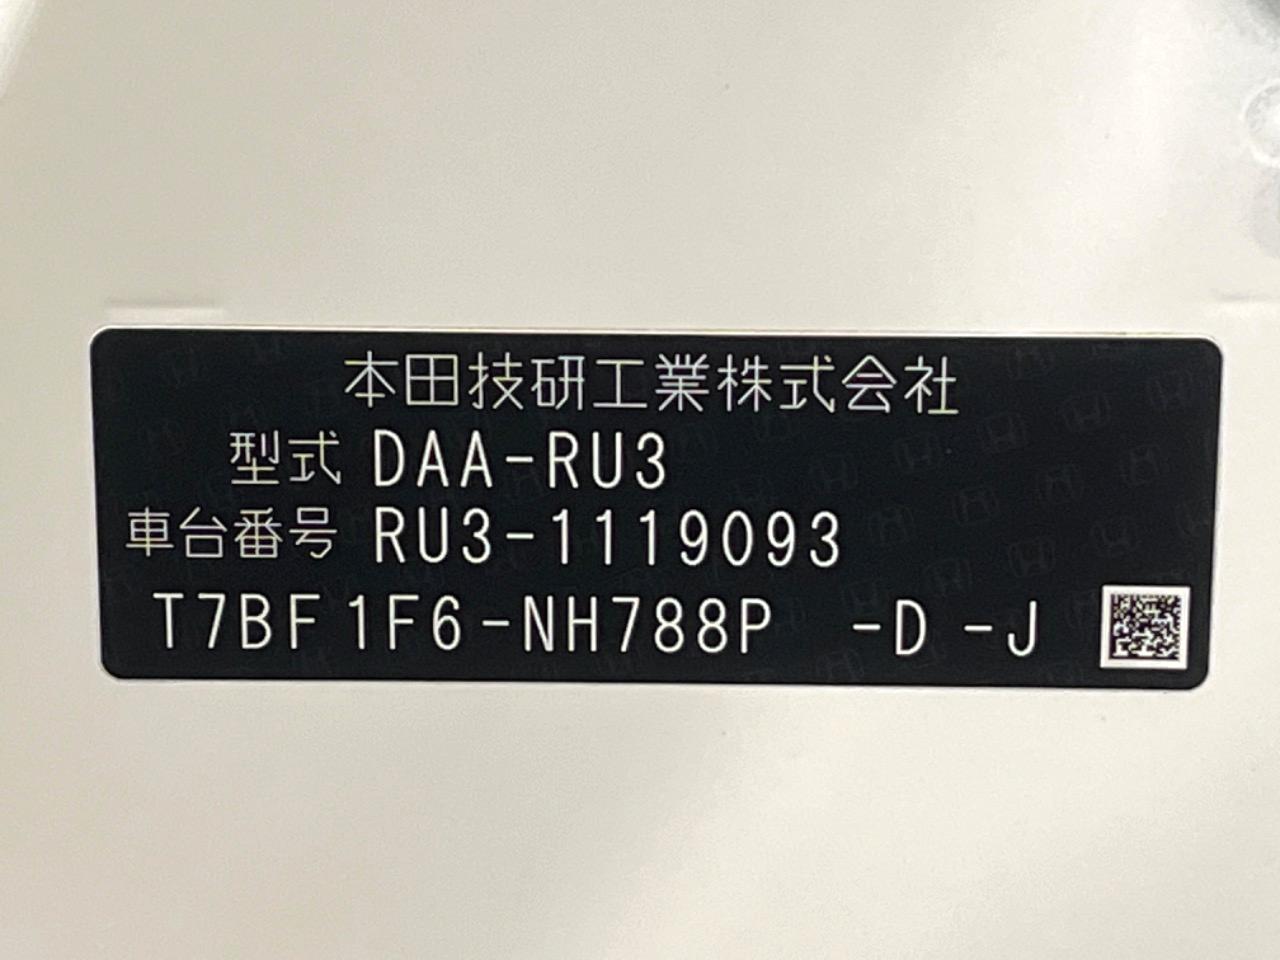 本田技研工業株式会社
型式 DAA-RU3
車台番号 RU3-1119093
T7BF1F6-NH788P -D -J